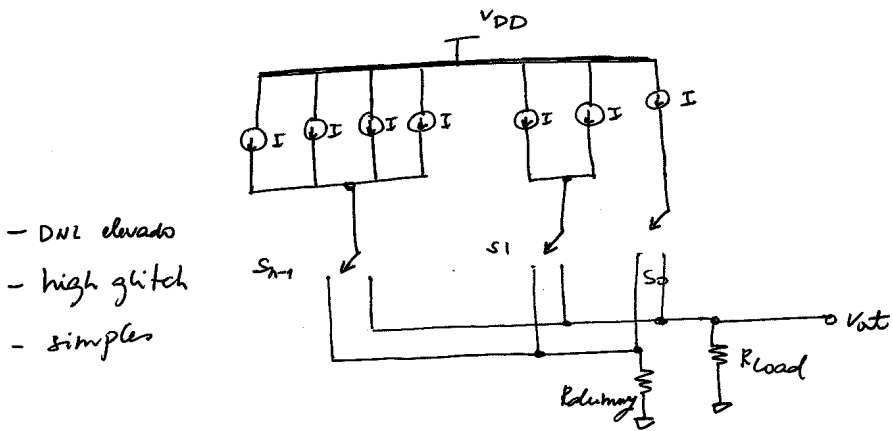 VDD
I
I
I
I
I
I
I
- DNL elevado
- high glitch
- simples
Sn-1
S1
S0
Vout
Rdummy
RLoad